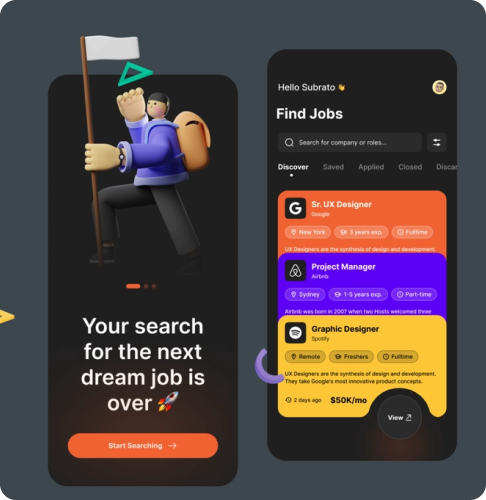 Your search
for the next
dream job is
over 🚀
Start Searching →
Hello Subrato 👋
Find Jobs
Search for company or roles...
Discover Saved Applied Closed Discar
G Sr. UX Designer
Google
New York 3 years exp. Fulltime
UX Designers are the synthesis of design and development.
Project Manager
Airbnb
Sydney 1-5 years exp. Part-time
Airbnb was born in 2007 when two Hosts welcomed three
Graphic Designer
Spotify
Remote Freshers Fulltime
UX Designers are the synthesis of design and development.
They take Google's most innovative product concepts.
2 days ago $50K/mo
View ↗